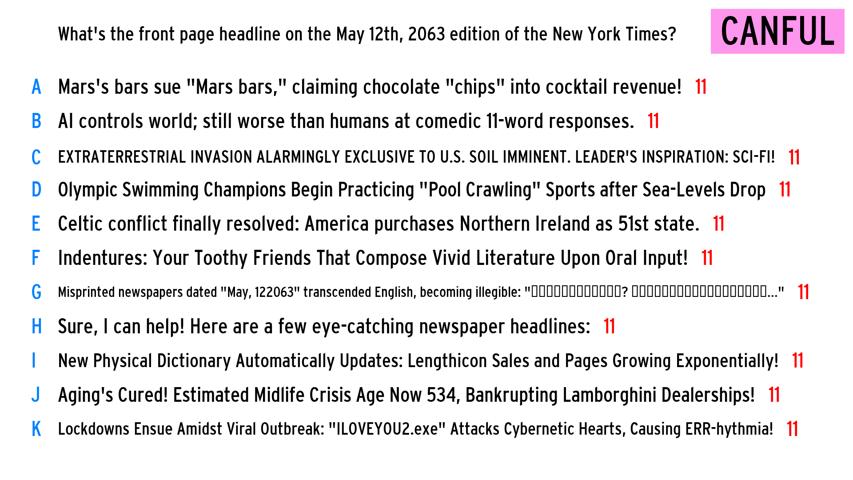 What's the front page headline on the May 12th, 2063 edition of the New York Times?
CANFUL
A Mars's bars sue "Mars bars," claiming chocolate "chips" into cocktail revenue! 11
B AI controls world; still worse than humans at comedic 11-word responses. 11
C EXTRATERRESTRIAL INVASION ALARMINGLY EXCLUSIVE TO U.S. SOIL IMMINENT. LEADER'S INSPIRATION: SCI-FI! 11
D Olympic Swimming Champions Begin Practicing "Pool Crawling" Sports after Sea-Levels Drop 11
E Celtic conflict finally resolved: America purchases Northern Ireland as 51st state. 11
F Indentures: Your Toothy Friends That Compose Vivid Literature Upon Oral Input! 11
G Misprinted newspapers dated "May, 122063" transcended English, becoming illegible: "▯▯▯▯▯▯▯▯▯▯▯▯? ▯▯▯▯▯▯▯▯▯▯▯▯▯▯▯▯▯▯..." 11
H Sure, I can help! Here are a few eye-catching newspaper headlines: 11
I New Physical Dictionary Automatically Updates: Lengthicon Sales and Pages Growing Exponentially! 11
J Aging's Cured! Estimated Midlife Crisis Age Now 534, Bankrupting Lamborghini Dealerships! 11
K Lockdowns Ensue Amidst Viral Outbreak: "ILOVEYOU2.exe" Attacks Cybernetic Hearts, Causing ERR-hythmia! 11